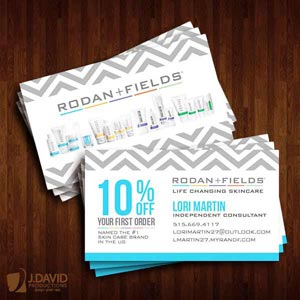 RODAN+FIELDS®
10%
OFF
YOUR FIRST ORDER
NAMED THE #1
SKIN CARE BRAND
IN THE US
RODAN+FIELDS®
LIFE CHANGING SKINCARE
LORI MARTIN
INDEPENDENT CONSULTANT
515.669.4117
LORIMARTIN27@OUTLOOK.COM
LMARTIN27.MYRANDF.COM
J.DAVID
PRODUCTIONS